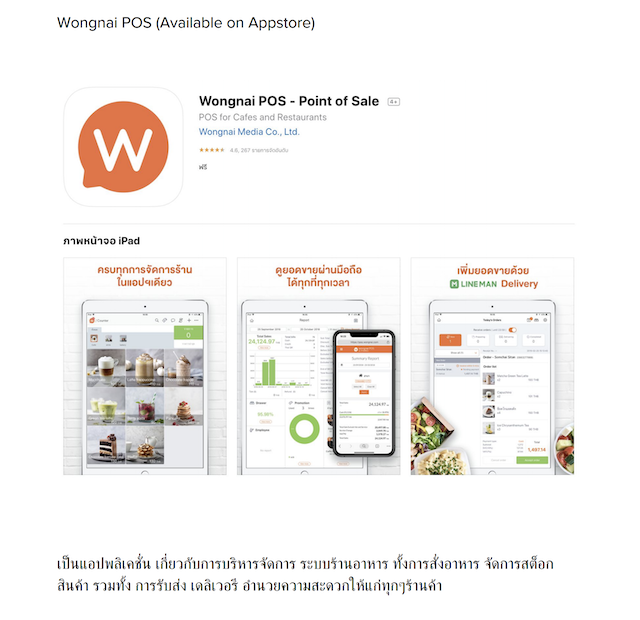 Wongnai POS (Available on Appstore)
W
Wongnai POS - Point of Sale 4+
POS for Cafes and Restaurants
Wongnai Media Co., Ltd.
★★★★★ 4.6, 267 รายการจัดอันดับ
ฟรี
ภาพหน้าจอ iPad
ครบทุกการจัดการร้าน
ในแอปฯเดียว
ดูยอดขายผ่านมือถือ
ได้ทุกที่ทุกเวลา
เพิ่มยอดขายด้วย
LINEMAN Delivery
Report
24,124.97
Summary Report
24,124.97
1,497.14
เป็นแอปพลิเคชั่น เกี่ยวกับการบริหารจัดการ ระบบร้านอาหาร ทั้งการสั่งอาหาร จัดการสต็อก
สินค้า รวมทั้ง การรับส่ง เดลิเวอรี อำนวยความสะดวกให้แก่ทุกๆร้านค้า